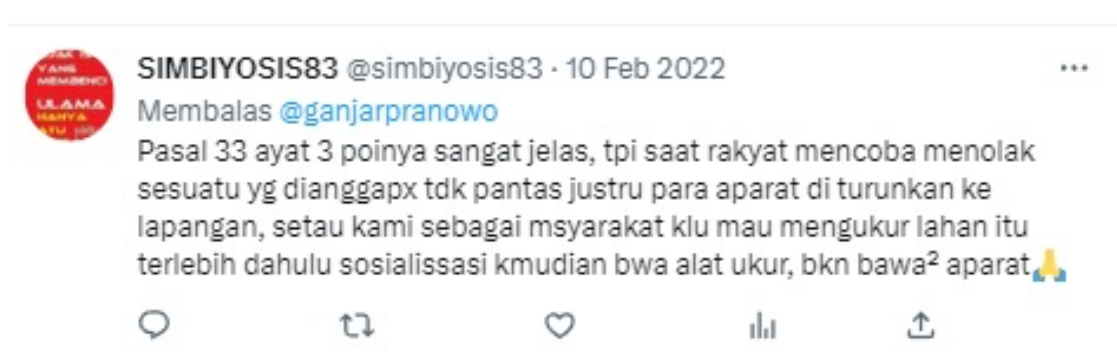 YANG
MEMBENCI
ULAMA
HANYA
SIMBIYOSIS83 @simbiyosis83 · 10 Feb 2022
Membalas @ganjarpranowo
Pasal 33 ayat 3 poinya sangat jelas, tpi saat rakyat mencoba menolak
sesuatu yg dianggapx tdk pantas justru para aparat di turunkan ke
lapangan, setau kami sebagai msyarakat klu mau mengukur lahan itu
terlebih dahulu sosialissasi kmudian bwa alat ukur, bkn bawa² aparat🙏